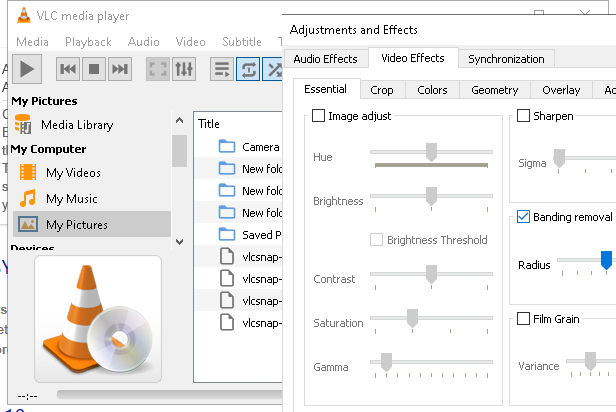 VLC media player
Media Playback Audio Video Subtitle
My Pictures
Media Library
My Computer
My Videos
My Music
My Pictures
Devices
Title
Camera
New fold
New fold
New fold
Saved P
vlcsnap-
vlcsnap-
vlcsnap-
vlcsnap-
--:--
Adjustments and Effects
Audio Effects Video Effects Synchronization
Essential Crop Colors Geometry Overlay
Image adjust
Hue
Brightness
Brightness Threshold
Contrast
Saturation
Gamma
Sharpen
Sigma
Banding removal
Radius
Film Grain
Variance